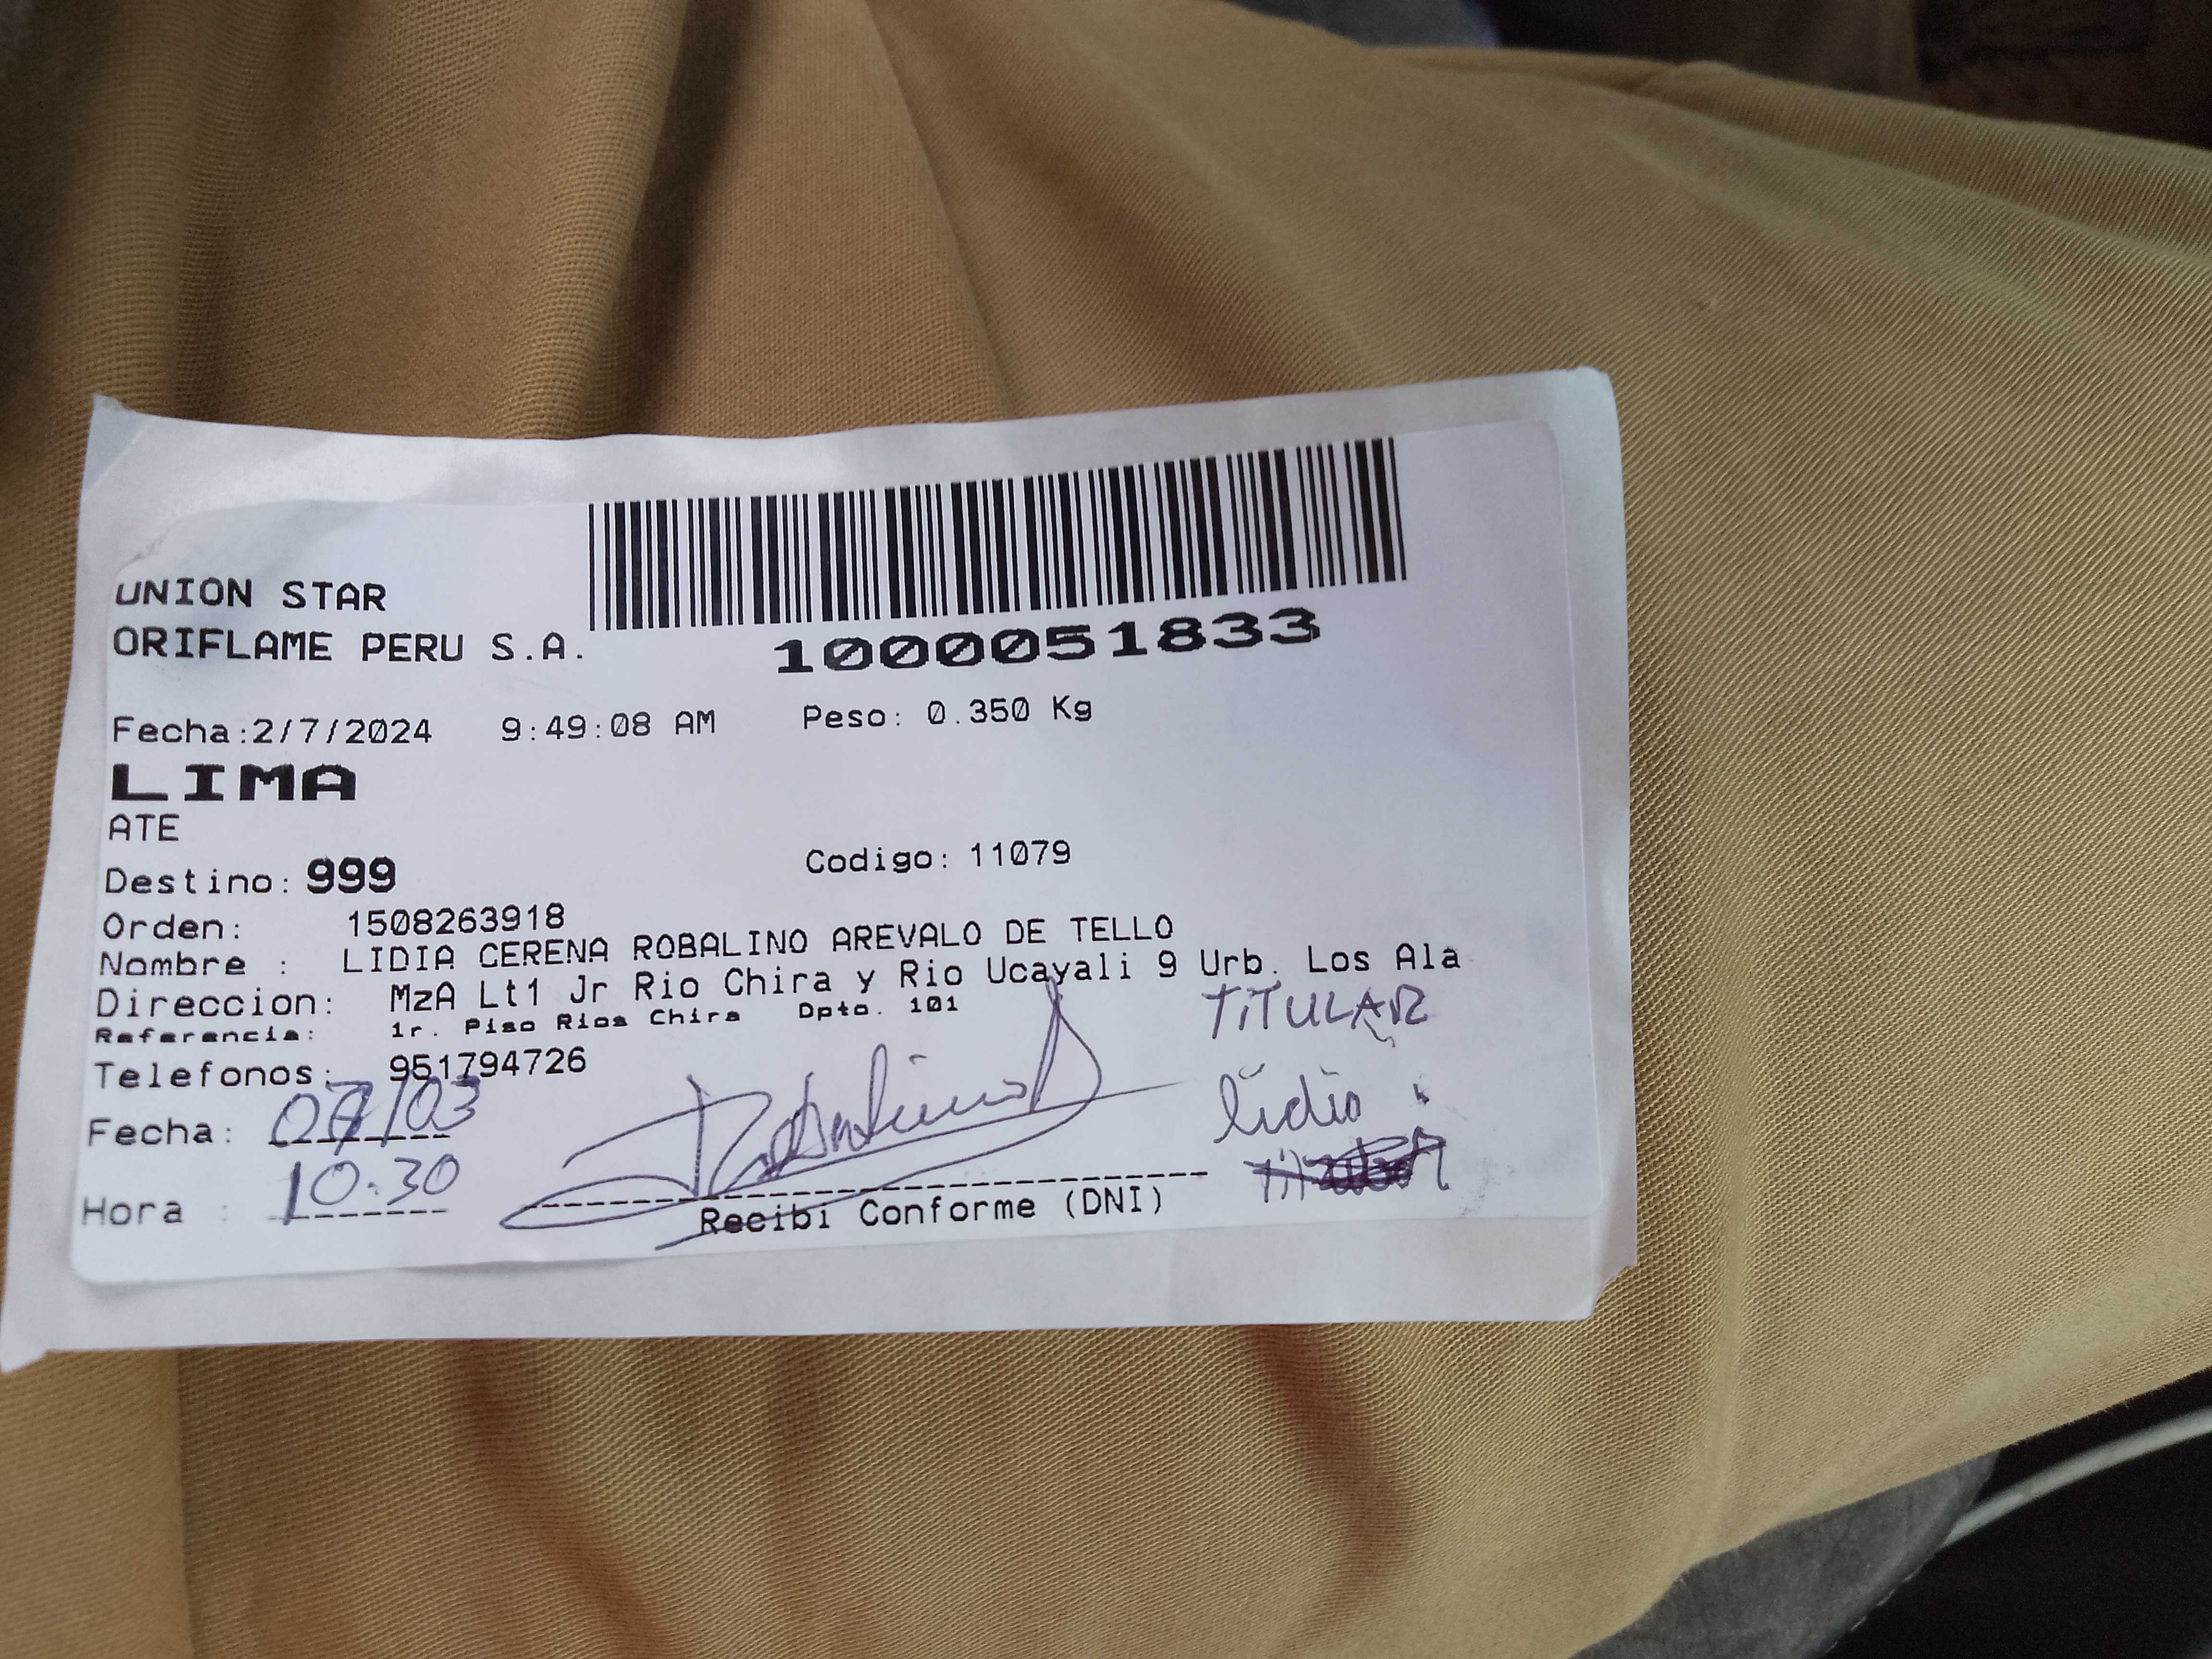 UNION STAR
ORIFLAME PERU S.A.
1000051833
Fecha:2/7/2024 9:49:08 AM Peso: 0.350 Kg
LIMA
ATE
Destino: 999 Codigo: 11079
Orden: 1508263918
Nombre : LIDIA CERENA ROBALINO AREVALO DE TELLO
Direccion: MzA Lt1 Jr Rio Chira y Rio Ucayali 9 Urb. Los Ala
Referencia: 1r. Piso Rios Chira Dpto. 101
TITULAR
Telefonos: 951794726
Fecha: /03
lidia
Hora : 10:30
Recibi Conforme (DNI)